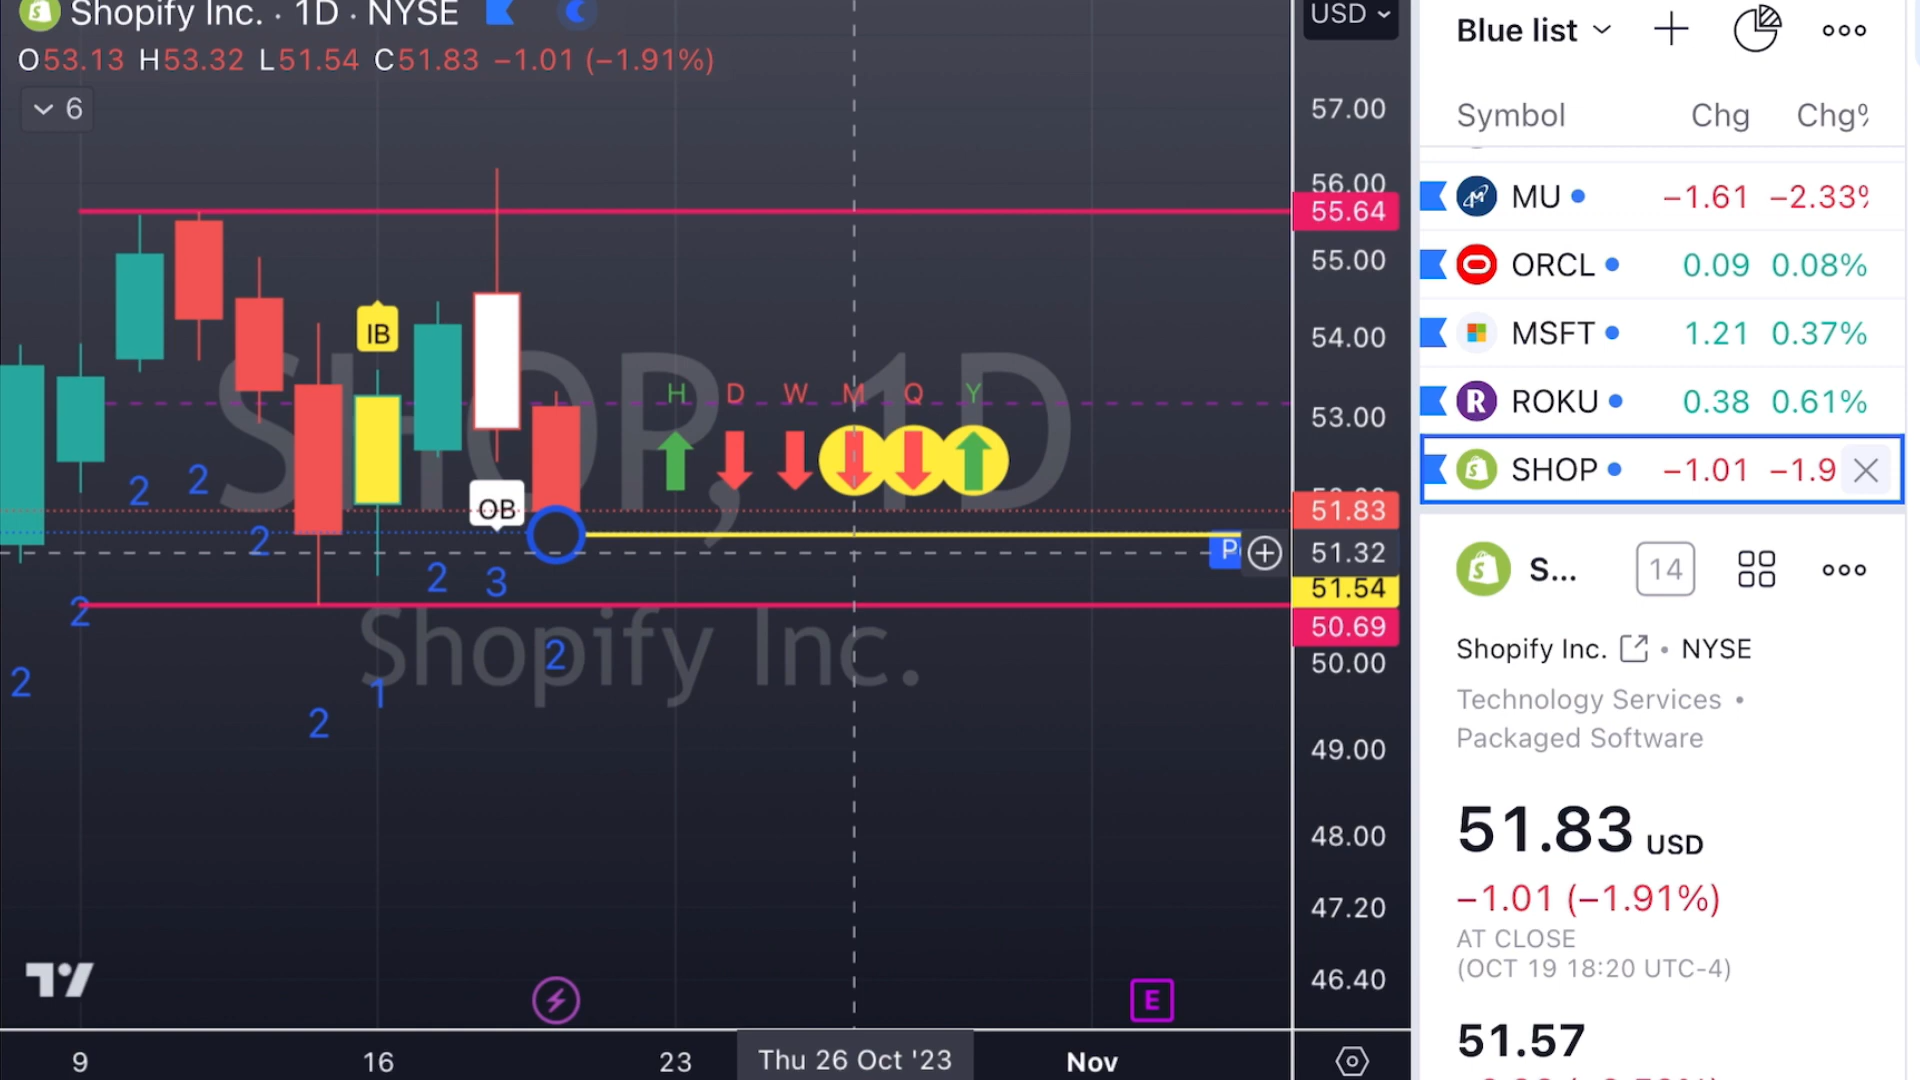 Shopify Inc. · 1D · NYSE
O53.13 H53.32 L51.54 C51.83 −1.01 (−1.91%)
6
USD
57.00
56.00
55.64
55.00
54.00
53.00
51.83
51.32
51.54
50.69
50.00
49.00
48.00
47.20
46.40
SHOP, 1D
Shopify Inc.
IB
OB
H D W M Q Y
2 2 2 2 3
2 2 2 2 1
P
E
9 16 23 Thu 26 Oct '23 Nov
Blue list
Symbol Chg Chg%
MU −1.61 −2.33%
ORCL 0.09 0.08%
MSFT 1.21 0.37%
ROKU 0.38 0.61%
SHOP −1.01 −1.9
S... 14
Shopify Inc. • NYSE
Technology Services •
Packaged Software
51.83 USD
−1.01 (−1.91%)
AT CLOSE
(OCT 19 18:20 UTC-4)
51.57